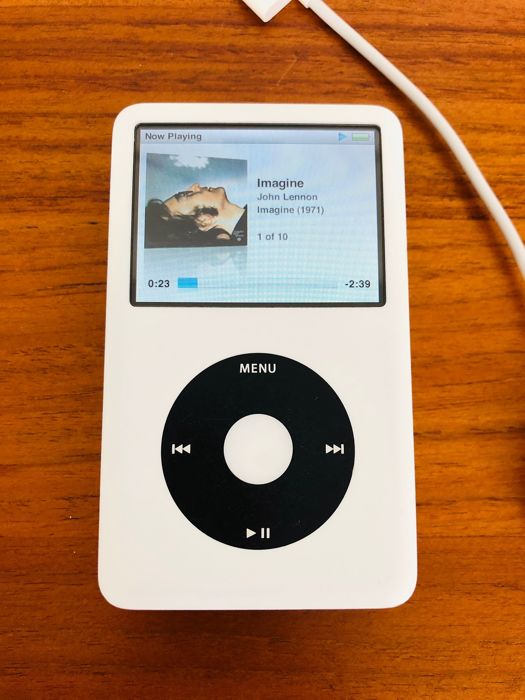 Now Playing
Imagine
John Lennon
Imagine (1971)
1 of 10
0:23 -2:39
MENU